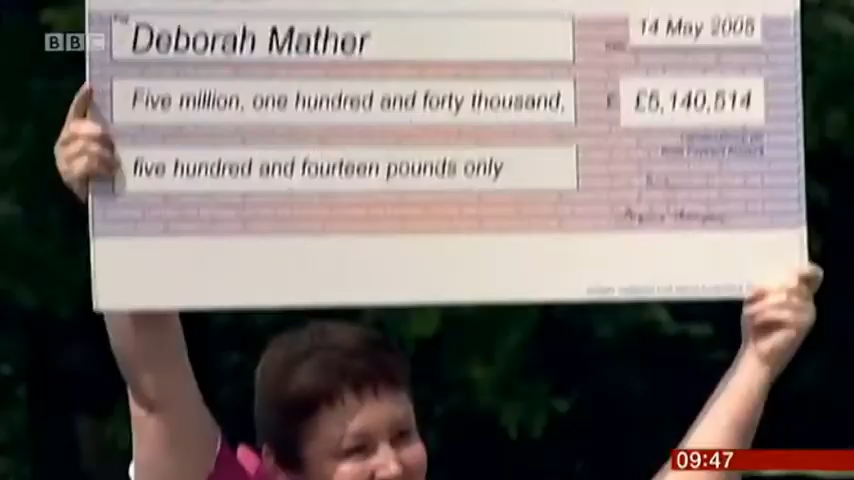 BBC
Deborah Mather
14 May 2005
Five million, one hundred and forty thousand,
£ £5,140,514
five hundred and fourteen pounds only
09:47